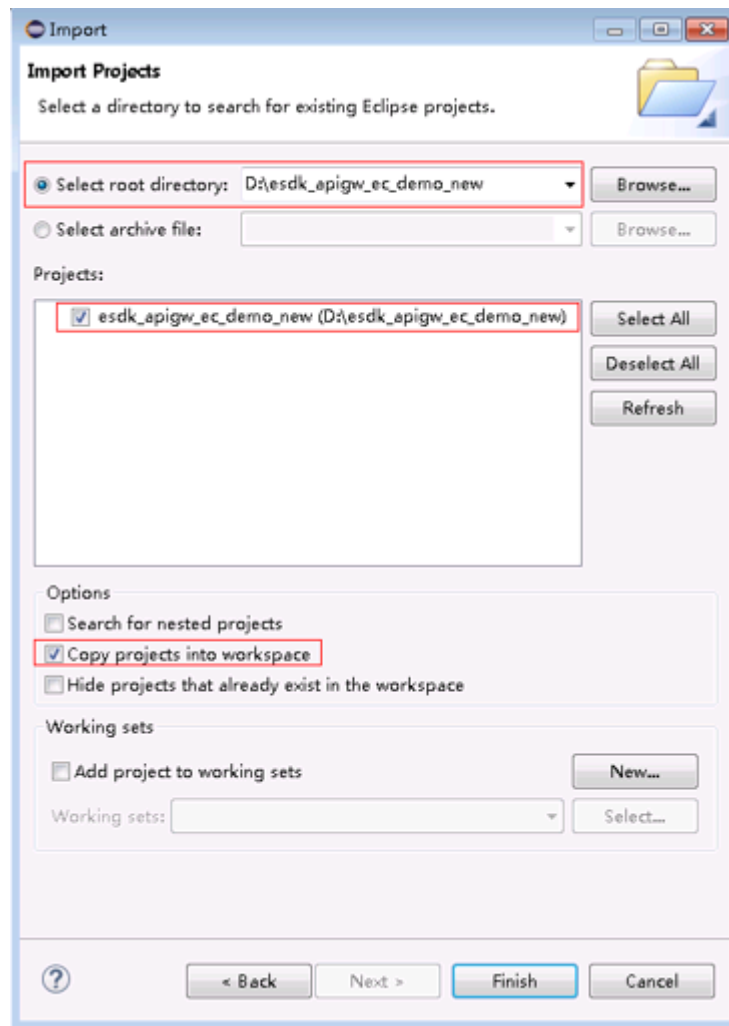 Import
Import Projects
Select a directory to search for existing Eclipse projects.
Select root directory: D:\esdk_apigw_ec_demo_new Browse...
Select archive file: Browse...
Projects:
esdk_apigw_ec_demo_new (D:\esdk_apigw_ec_demo_new) Select All
Deselect All
Refresh
Options
Search for nested projects
Copy projects into workspace
Hide projects that already exist in the workspace
Working sets
Add project to working sets New...
Working sets: Select...
? < Back Next > Finish Cancel